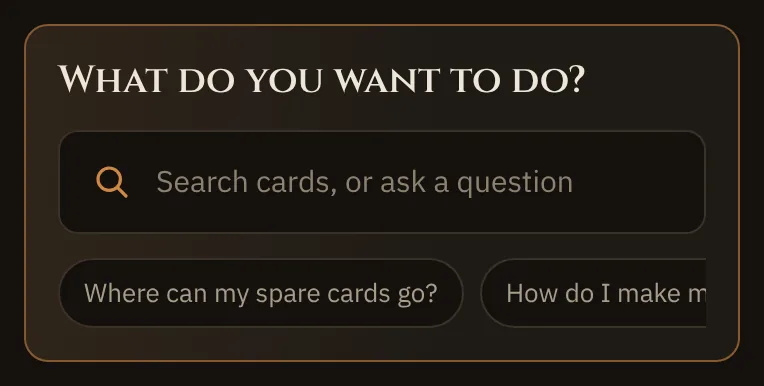 What do you want to do?
Search cards, or ask a question
Where can my spare cards go?
How do I make